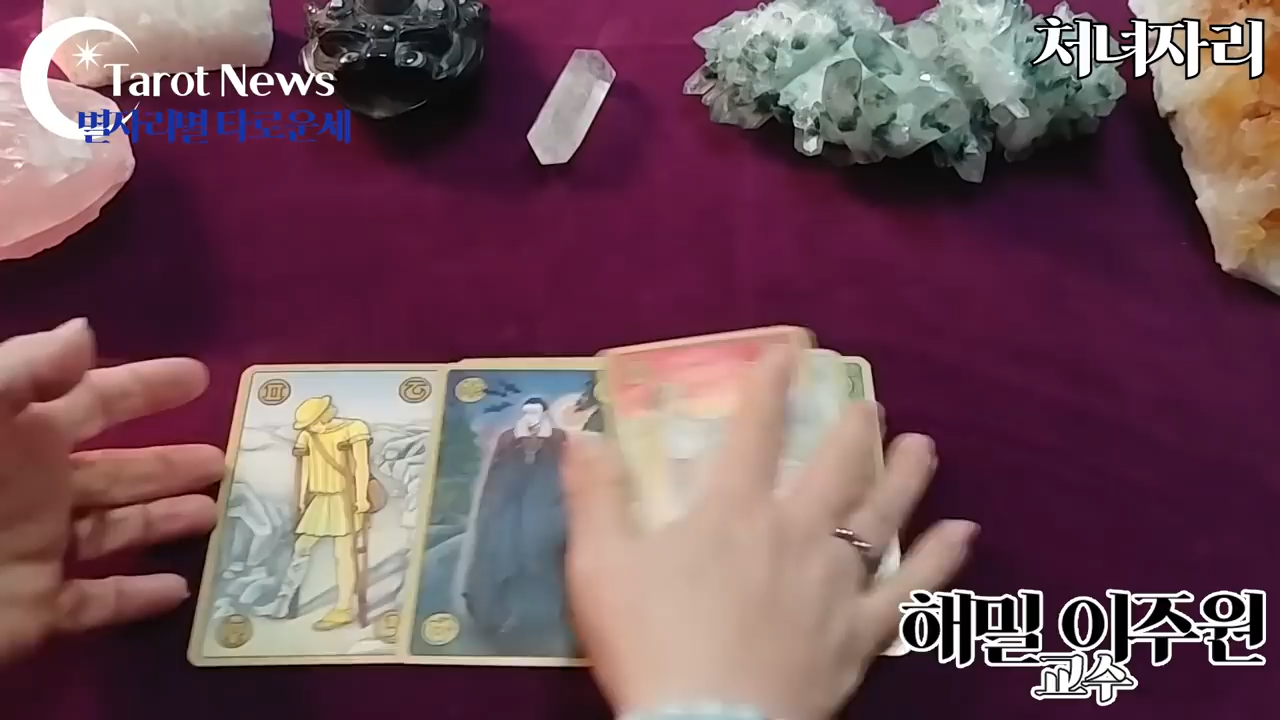 Tarot News
별자리별 타로운세
처녀자리
해밀 이주원
교수